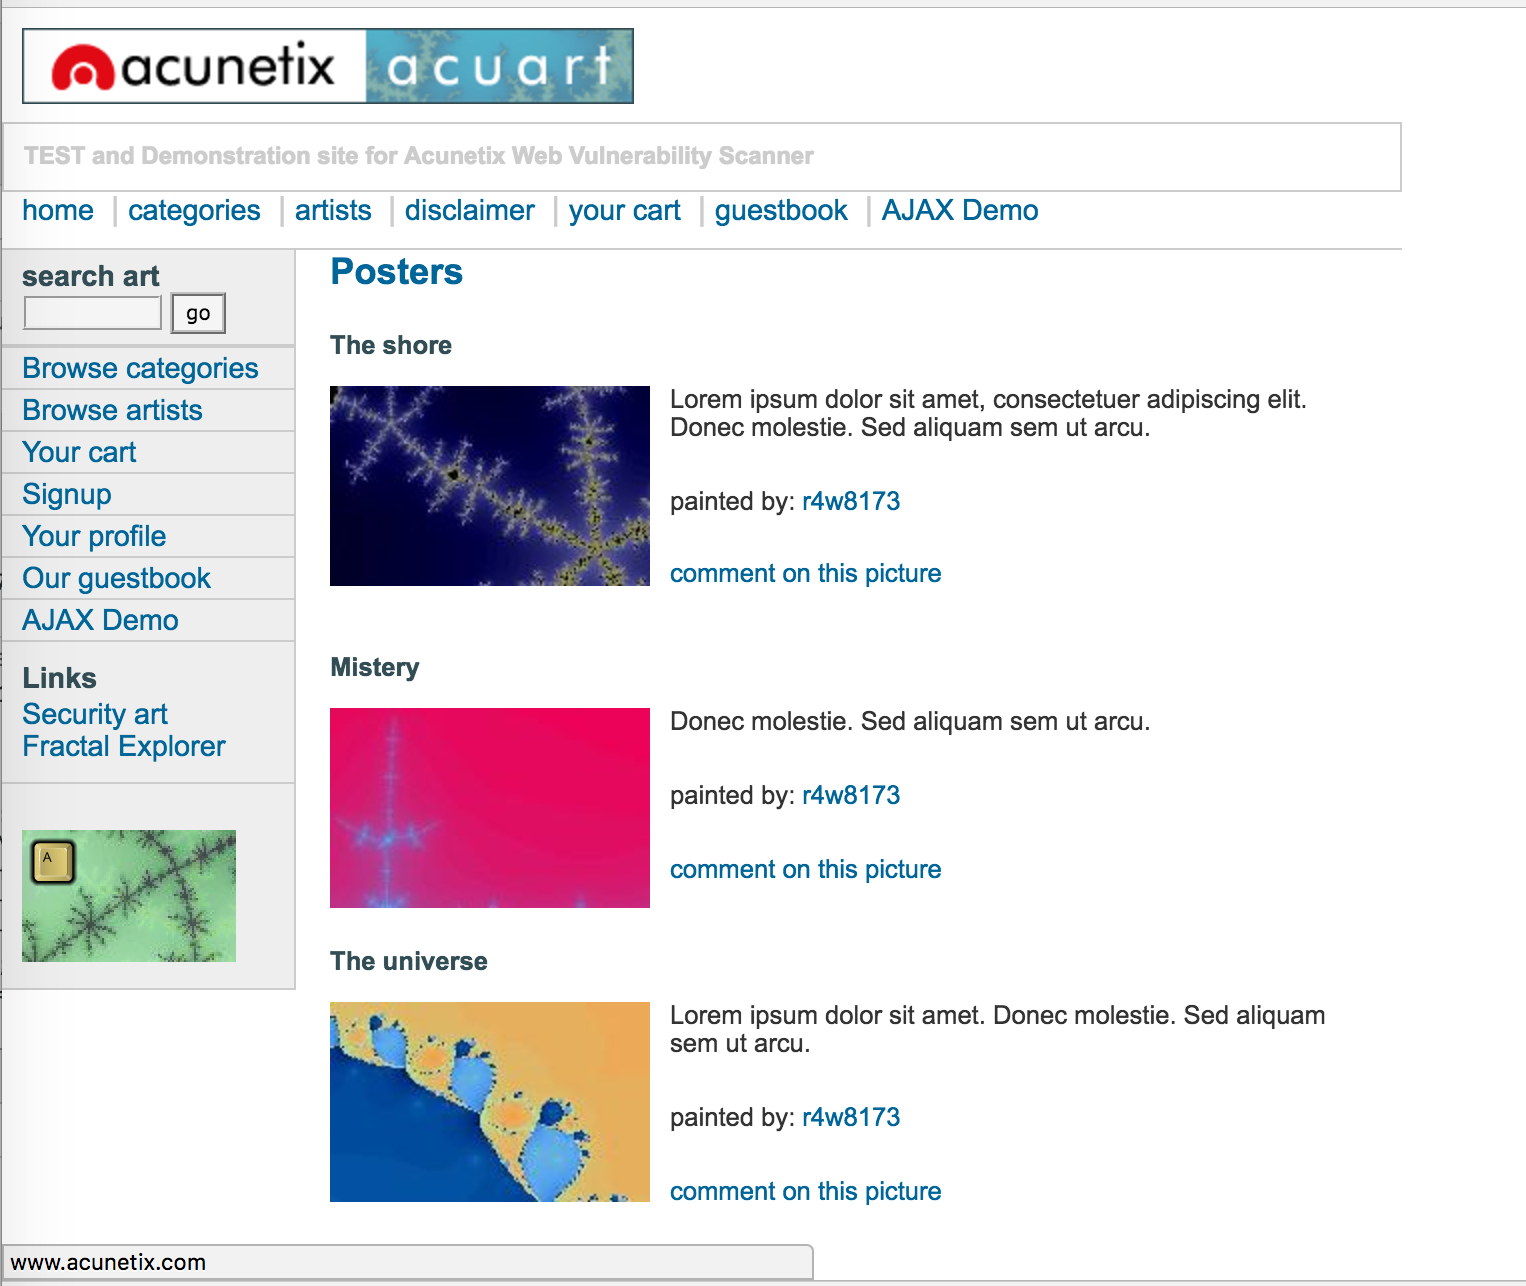 acunetix acuart
TEST and Demonstration site for Acunetix Web Vulnerability Scanner
home | categories | artists | disclaimer | your cart | guestbook | AJAX Demo
search art
go
Browse categories
Browse artists
Your cart
Signup
Your profile
Our guestbook
AJAX Demo
Links
Security art
Fractal Explorer
A
Posters
The shore
Lorem ipsum dolor sit amet, consectetuer adipiscing elit.
Donec molestie. Sed aliquam sem ut arcu.
painted by: r4w8173
comment on this picture
Mistery
Donec molestie. Sed aliquam sem ut arcu.
painted by: r4w8173
comment on this picture
The universe
Lorem ipsum dolor sit amet. Donec molestie. Sed aliquam
sem ut arcu.
painted by: r4w8173
comment on this picture
www.acunetix.com